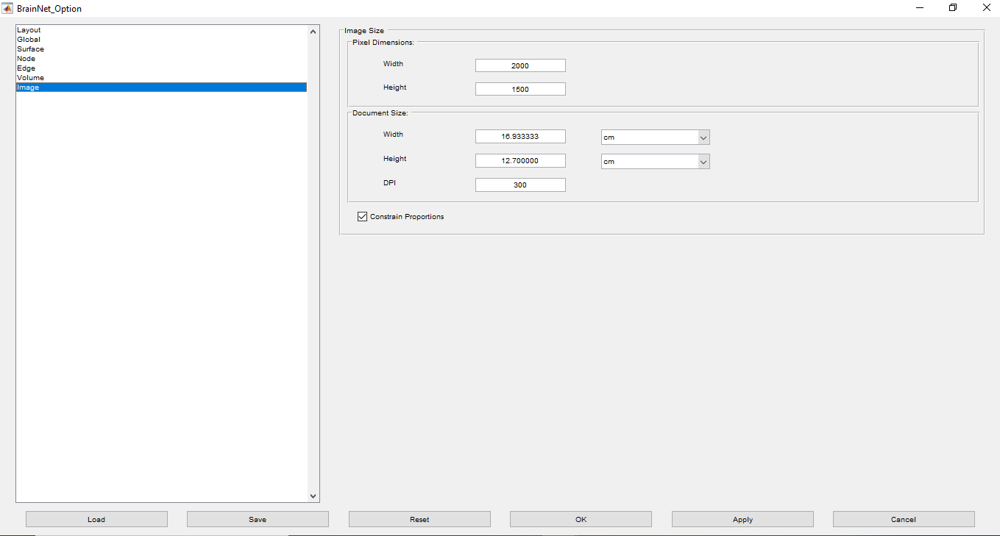 BrainNet_Option
Layout
Global
Surface
Node
Edge
Volume
Image
Image Size
Pixel Dimensions:
Width 2000
Height 1500
Document Size:
Width 16.933333 cm
Height 12.700000 cm
DPI 300
Constrain Proportions
Load Save Reset OK Apply Cancel